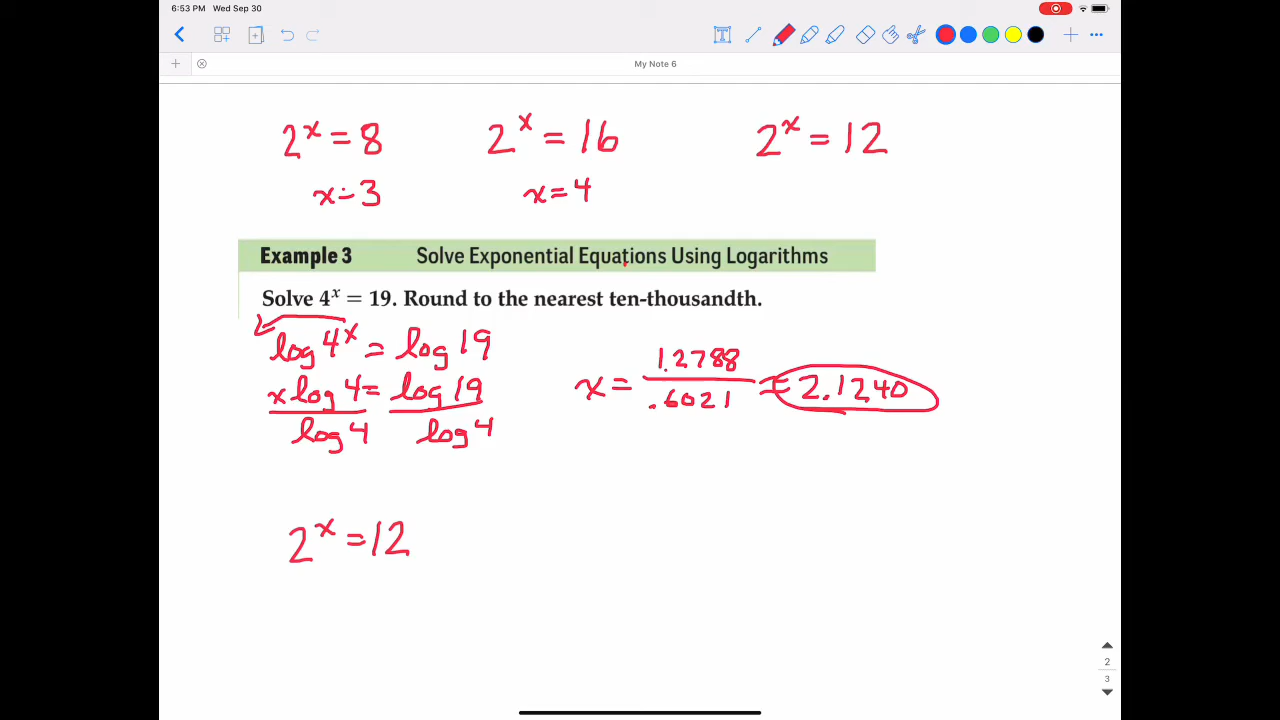 6:53 PM Wed Sep 30
T
My Note 6
2^x = 8 2^x = 16 2^x = 12
x = 3 x = 4
Example 3 Solve Exponential Equations Using Logarithms
Solve 4^x = 19. Round to the nearest ten-thousandth.
log 4^x = log 19
x log 4 = log 19
log 4 log 4
x = 1.2788 / .6021 = 2.1240
2^x = 12
2
3